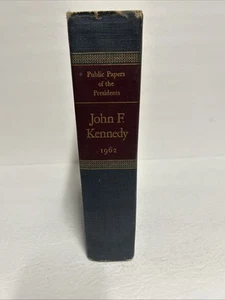 Public Papers
of the
Presidents
John F.
Kennedy
1962